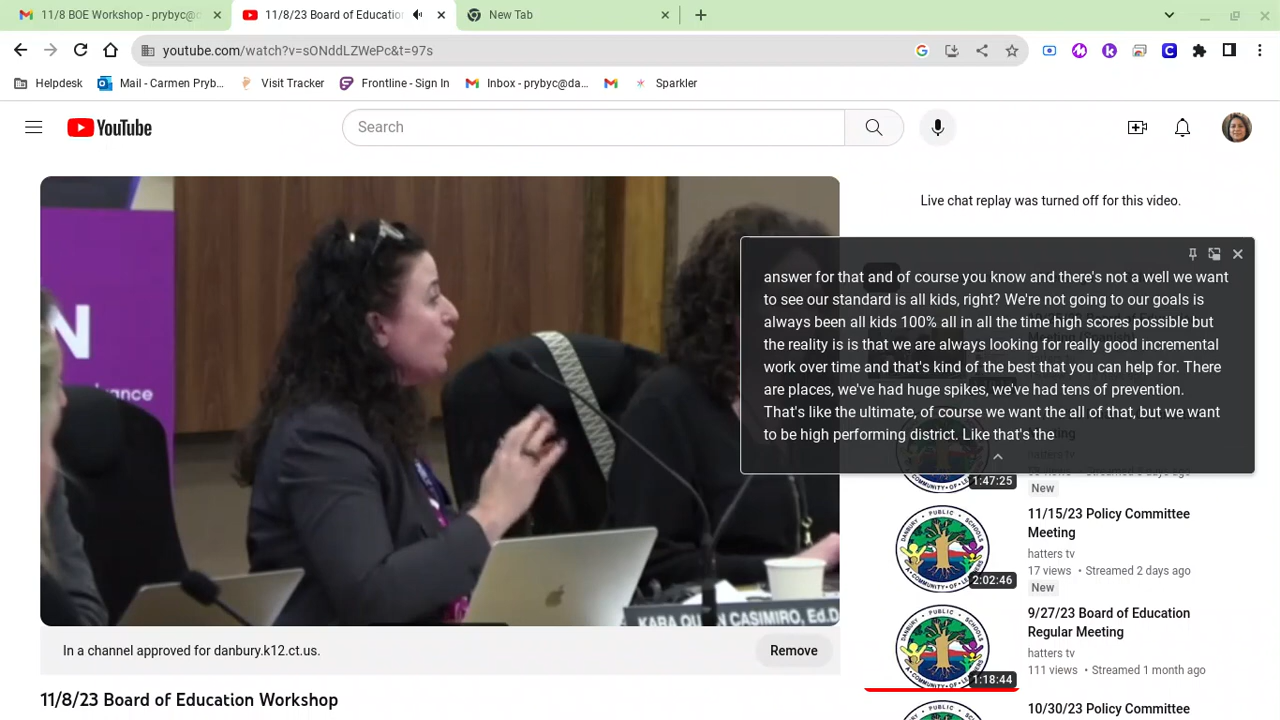 11/8 BOE Workshop - prybyc@d
11/8/23 Board of Education
New Tab
youtube.com/watch?v=sONddLZWePc&t=97s
Helpdesk
Mail - Carmen Pryb...
Visit Tracker
Frontline - Sign In
Inbox - prybyc@da...
Sparkler
YouTube
Search
Live chat replay was turned off for this video.
answer for that and of course you know and there's not a well we want
to see our standard is all kids, right? We're not going to our goals is
always been all kids 100% all in all the time high scores possible but
the reality is is that we are always looking for really good incremental
work over time and that's kind of the best that you can help for. There
are places, we've had huge spikes, we've had tens of prevention.
That's like the ultimate, of course we want the all of that, but we want
to be high performing district. Like that's the
N
vance
KARA QUINN CASIMIRO, Ed.D
1:47:25
New
11/15/23 Policy Committee
Meeting
hatters tv
17 views • Streamed 2 days ago
New
2:02:46
9/27/23 Board of Education
Regular Meeting
hatters tv
111 views • Streamed 1 month ago
1:18:44
10/30/23 Policy Committee
In a channel approved for danbury.k12.ct.us.
Remove
11/8/23 Board of Education Workshop